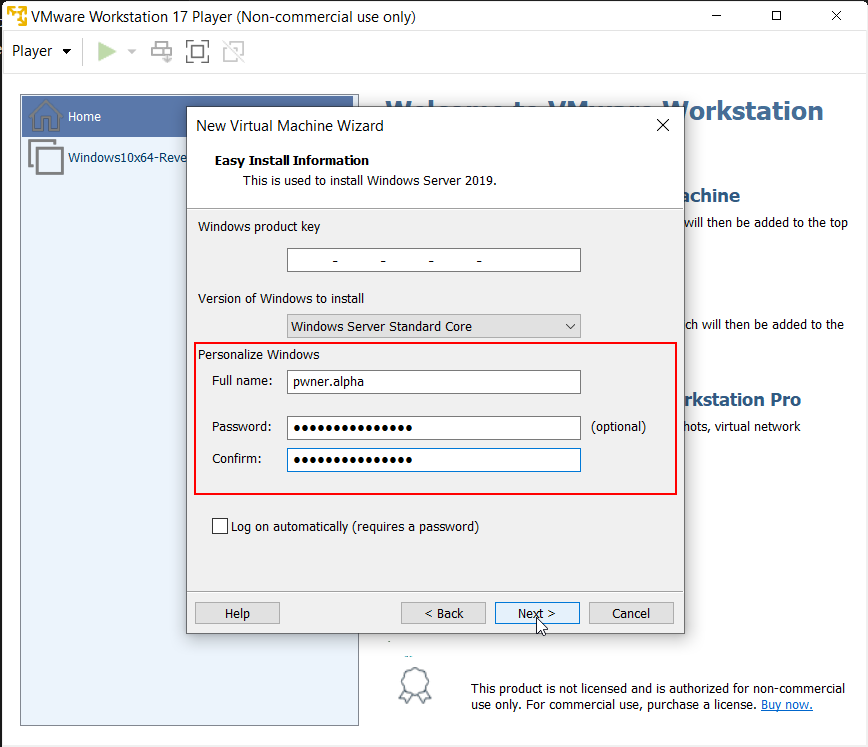 VMware Workstation 17 Player (Non-commercial use only)
Player
Home
Windows10x64-Reve
Workstation
New Virtual Machine Wizard
Easy Install Information
This is used to install Windows Server 2019.
achine
will then be added to the top
Windows product key
- - - -
Version of Windows to install
Windows Server Standard Core
ch will then be added to the
Personalize Windows
Full name:
pwner.alpha
rkstation Pro
Password:
●●●●●●●●●●●●●●●
(optional)
hots, virtual network
Confirm:
●●●●●●●●●●●●●●●
Log on automatically (requires a password)
Help
< Back
Next >
Cancel
This product is not licensed and is authorized for non-commercial
use only. For commercial use, purchase a license. Buy now.